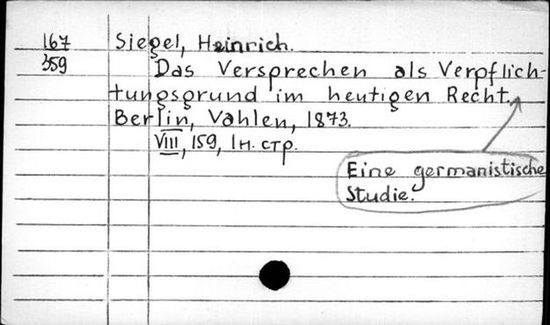 167
359
Siegel, Heinrich.
Das Versprechen als Verpflich-
tungsgrund im heutigen Recht.
Berlin, Vahlen, 1873.
VIII, 159, 1 н. стр.
Eine germanistische
Studie.